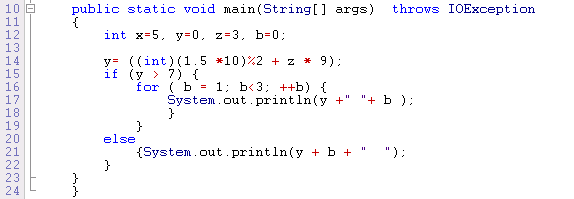 10 public static void main(String[] args)  throws IOException
11 {
12 int x=5, y=0, z=3, b=0;
13
14 y= ((int)(1.5 *10)%2 + z * 9);
15 if (y > 7) {
16 for ( b = 1; b<3; ++b) {
17 System.out.println(y +" "+ b );
18 }
19 }
20 else
21 {System.out.println(y + b + "  ");
22 }
23 }
24 }